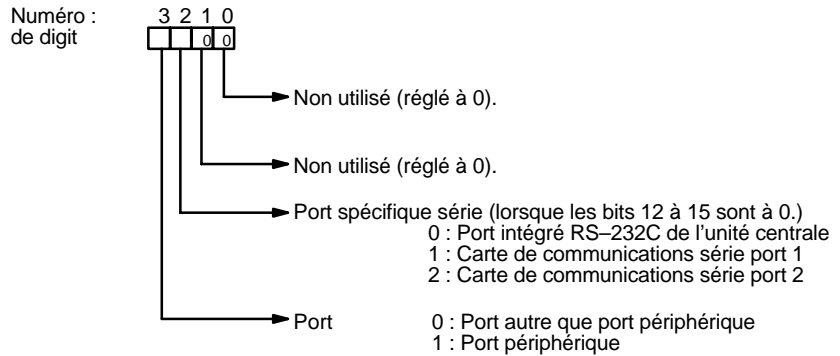 Numéro : 3 2 1 0
de digit 0 0
Non utilisé (réglé à 0).
Non utilisé (réglé à 0).
Port spécifique série (lorsque les bits 12 à 15 sont à 0.)
0 : Port intégré RS–232C de l’unité centrale
1 : Carte de communications série port 1
2 : Carte de communications série port 2
Port 0 : Port autre que port périphérique
1 : Port périphérique